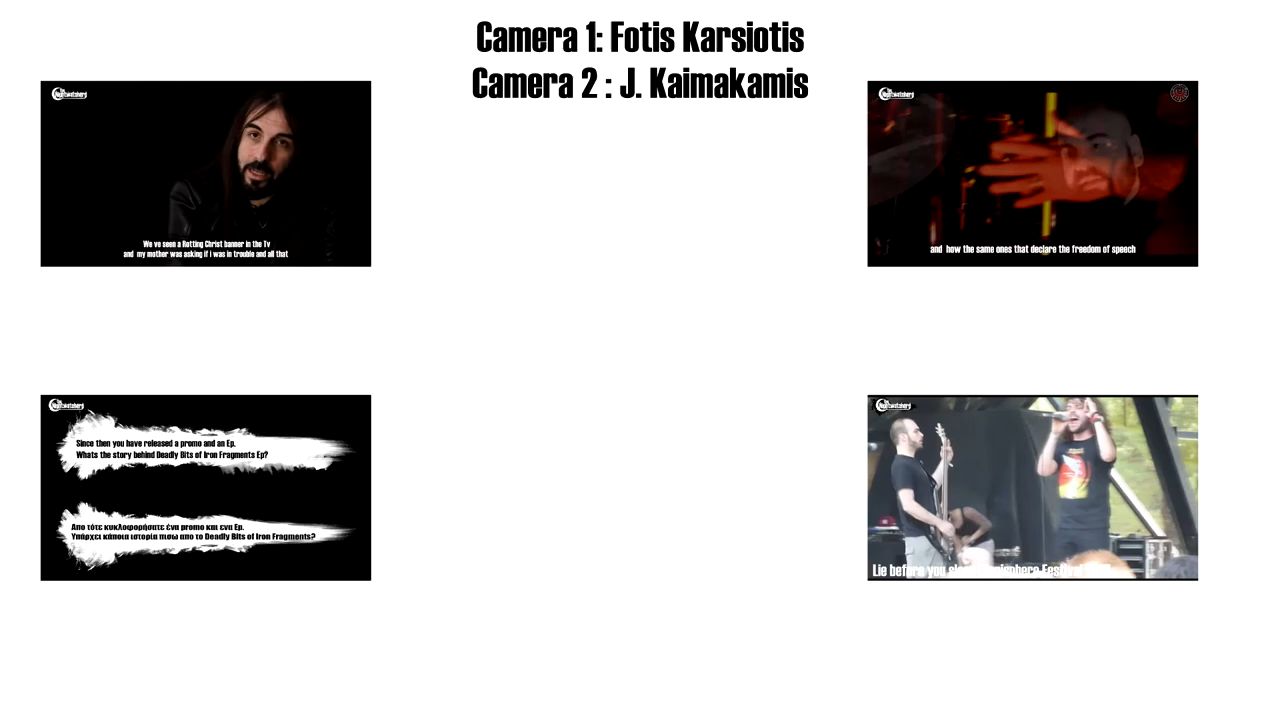 Camera 1: Fotis Karsiotis
Camera 2 : J. Kaimakamis
Nightwatchers
We ve seen a Rotting Christ banner in the Tv
and my mother was asking if i was in trouble and all that
Nightwatchers
and how the same ones that declare the freedom of speech
Nightwatchers
Since then you have released a promo and an Ep.
Whats the story behind Deadly Bits of Iron Fragments Ep?
Απο τότε κυκλοφορήσατε ένα promo και ενα Ep.
Υπάρχει κάποια ιστορία πισω απο το Deadly Bits of Iron Fragments?
Nightwatchers
Lie before you